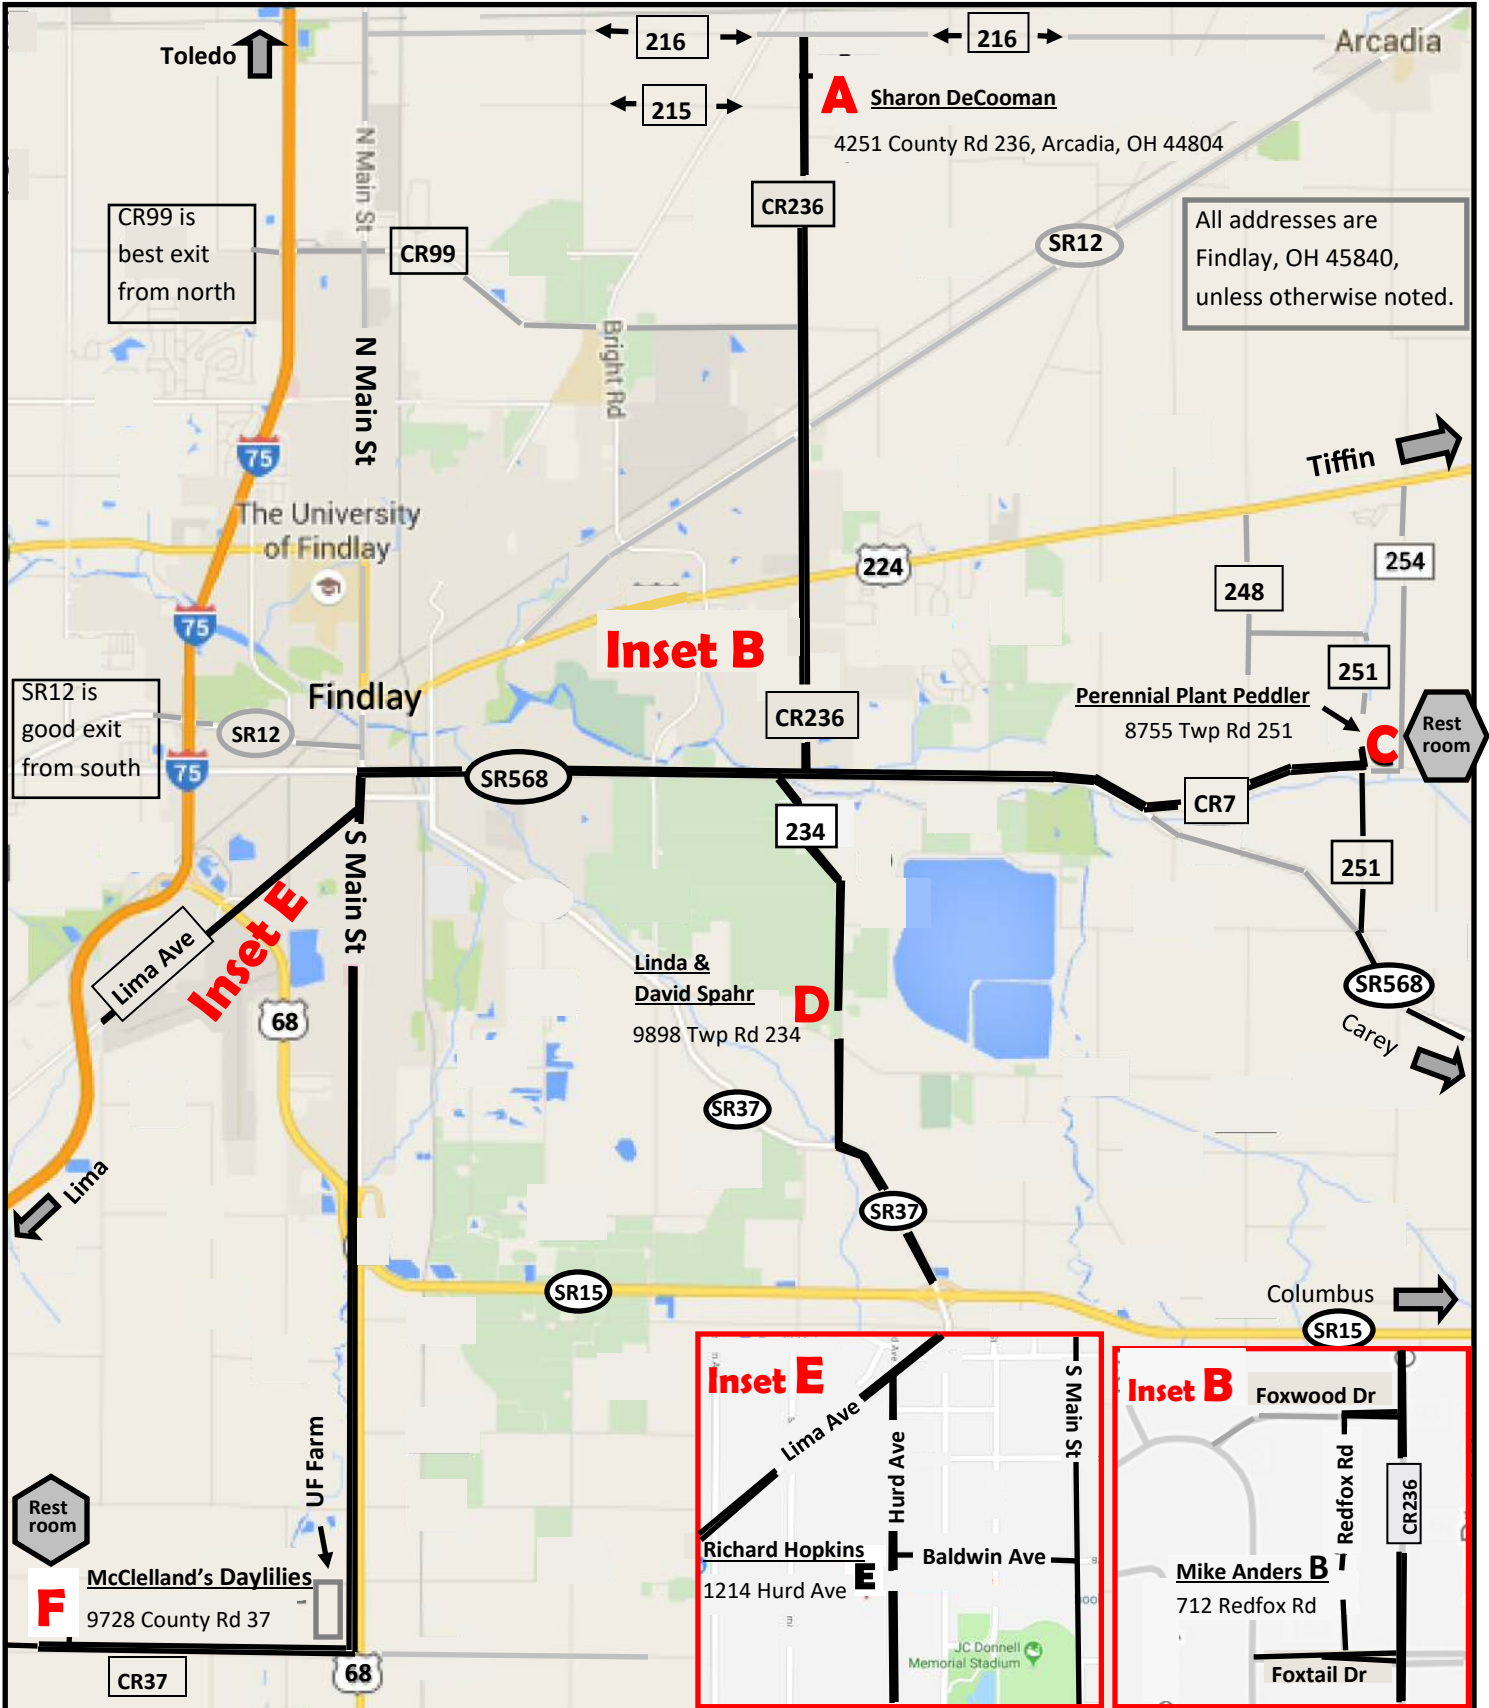 Toledo
216
216
Arcadia
215
A Sharon DeCooman
4251 County Rd 236, Arcadia, OH 44804
N Main St
CR236
CR99 is
best exit
from north
CR99
SR12
All addresses are
Findlay, OH 45840,
unless otherwise noted.
Bright Rd
N Main St
75
Tiffin
The University
of Findlay
224
254
248
75
Inset B
251
SR12 is
good exit
from south
Findlay
SR12
CR236
Perennial Plant Peddler
8755 Twp Rd 251
C
Rest
room
75
SR568
CR7
234
S Main St
251
Lima Ave
Inset E
68
Linda &
David Spahr
D
9898 Twp Rd 234
SR568
Carey
SR37
Lima
SR37
SR15
Columbus
SR15
Inset E
d Ave
Lima Ave
Hurd Ave
S Main St
Richard Hopkins
1214 Hurd Ave E
Baldwin Ave
JC Donnell
Memorial Stadium
Inset B
Foxwood Dr
Redfox Rd
CR236
Mike Anders B
712 Redfox Rd
Foxtail Dr
UF Farm
Rest
room
McClelland's Daylilies
F
9728 County Rd 37
CR37
68